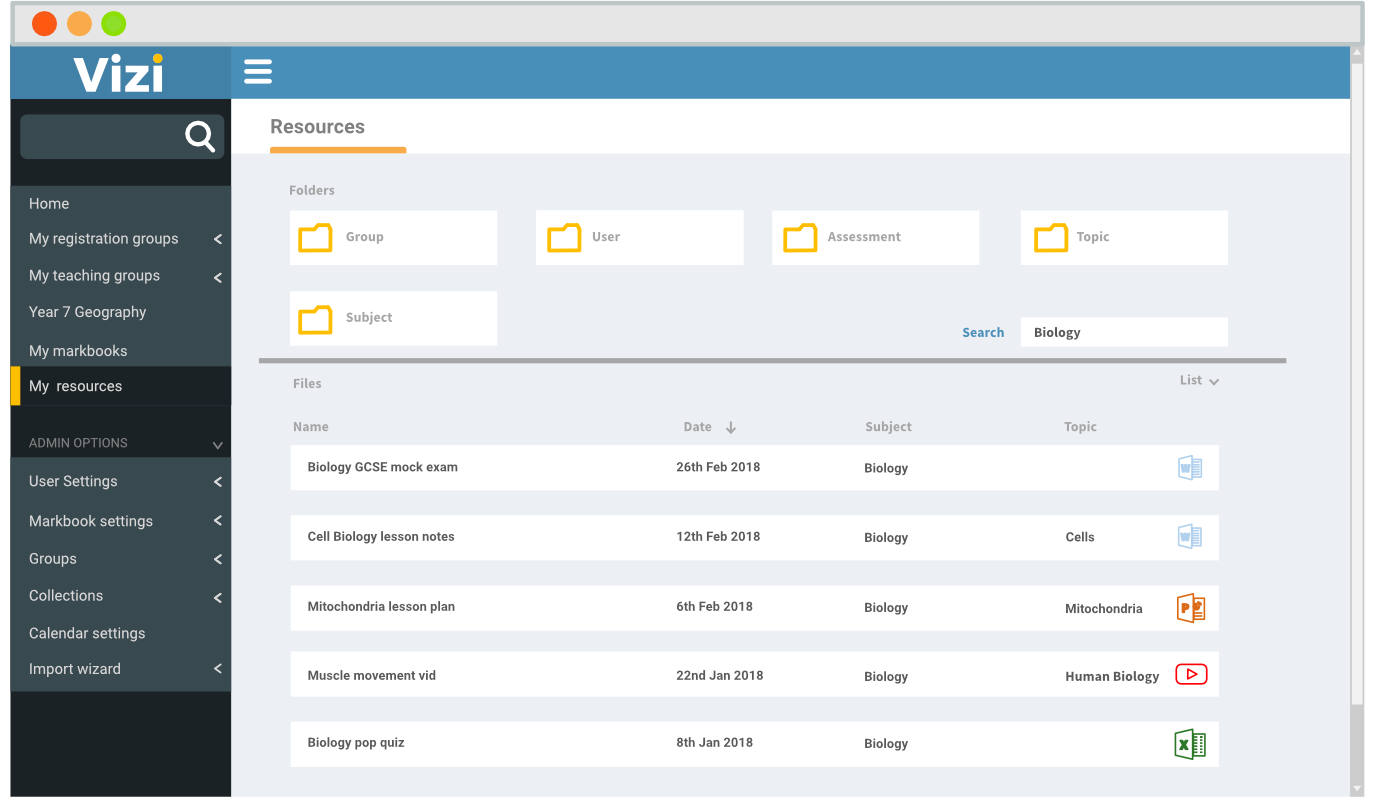 Vizi
Resources
Home
My registration groups
My teaching groups
Year 7 Geography
My markbooks
My resources
ADMIN OPTIONS
User Settings
Markbook settings
Groups
Collections
Calendar settings
Import wizard
Folders
Group User Assessment Topic
Subject
Search Biology
Files List
Name Date Subject Topic
Biology GCSE mock exam 26th Feb 2018 Biology W
Cell Biology lesson notes 12th Feb 2018 Biology Cells W
Mitochondria lesson plan 6th Feb 2018 Biology Mitochondria P
Muscle movement vid 22nd Jan 2018 Biology Human Biology
Biology pop quiz 8th Jan 2018 Biology X